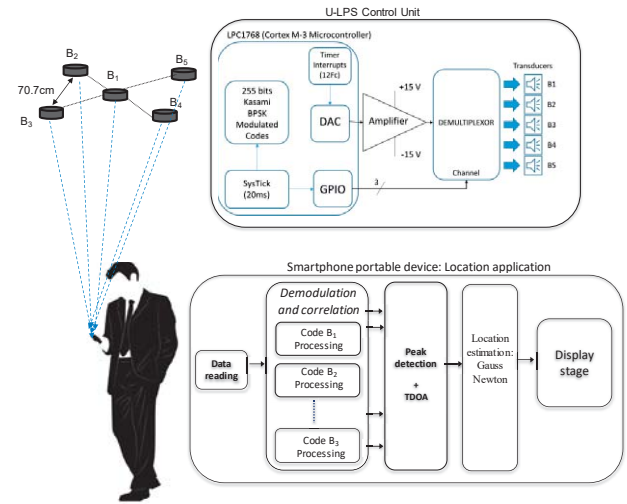 U-LPS Control Unit
B2
B1
B5
70.7cm
B3
B4
LPC1768 (Cortex M-3 Microcontroller)
Timer
Interrupts
(12Fc)
255 bits
Kasami
BPSK
Modulated
Codes
DAC
SysTick
(20ms)
GPIO
+15 V
Amplifier
-15 V
3
DEMULTIPLEXOR
Channel
Transducers
B1
B2
B3
B4
B5
Smartphone portable device: Location application
Data
reading
Demodulation
and correlation
Code B1
Processing
Code B2
Processing
Code B3
Processing
Peak
detection
+
TDOA
Location
estimation:
Gauss
Newton
Display
stage